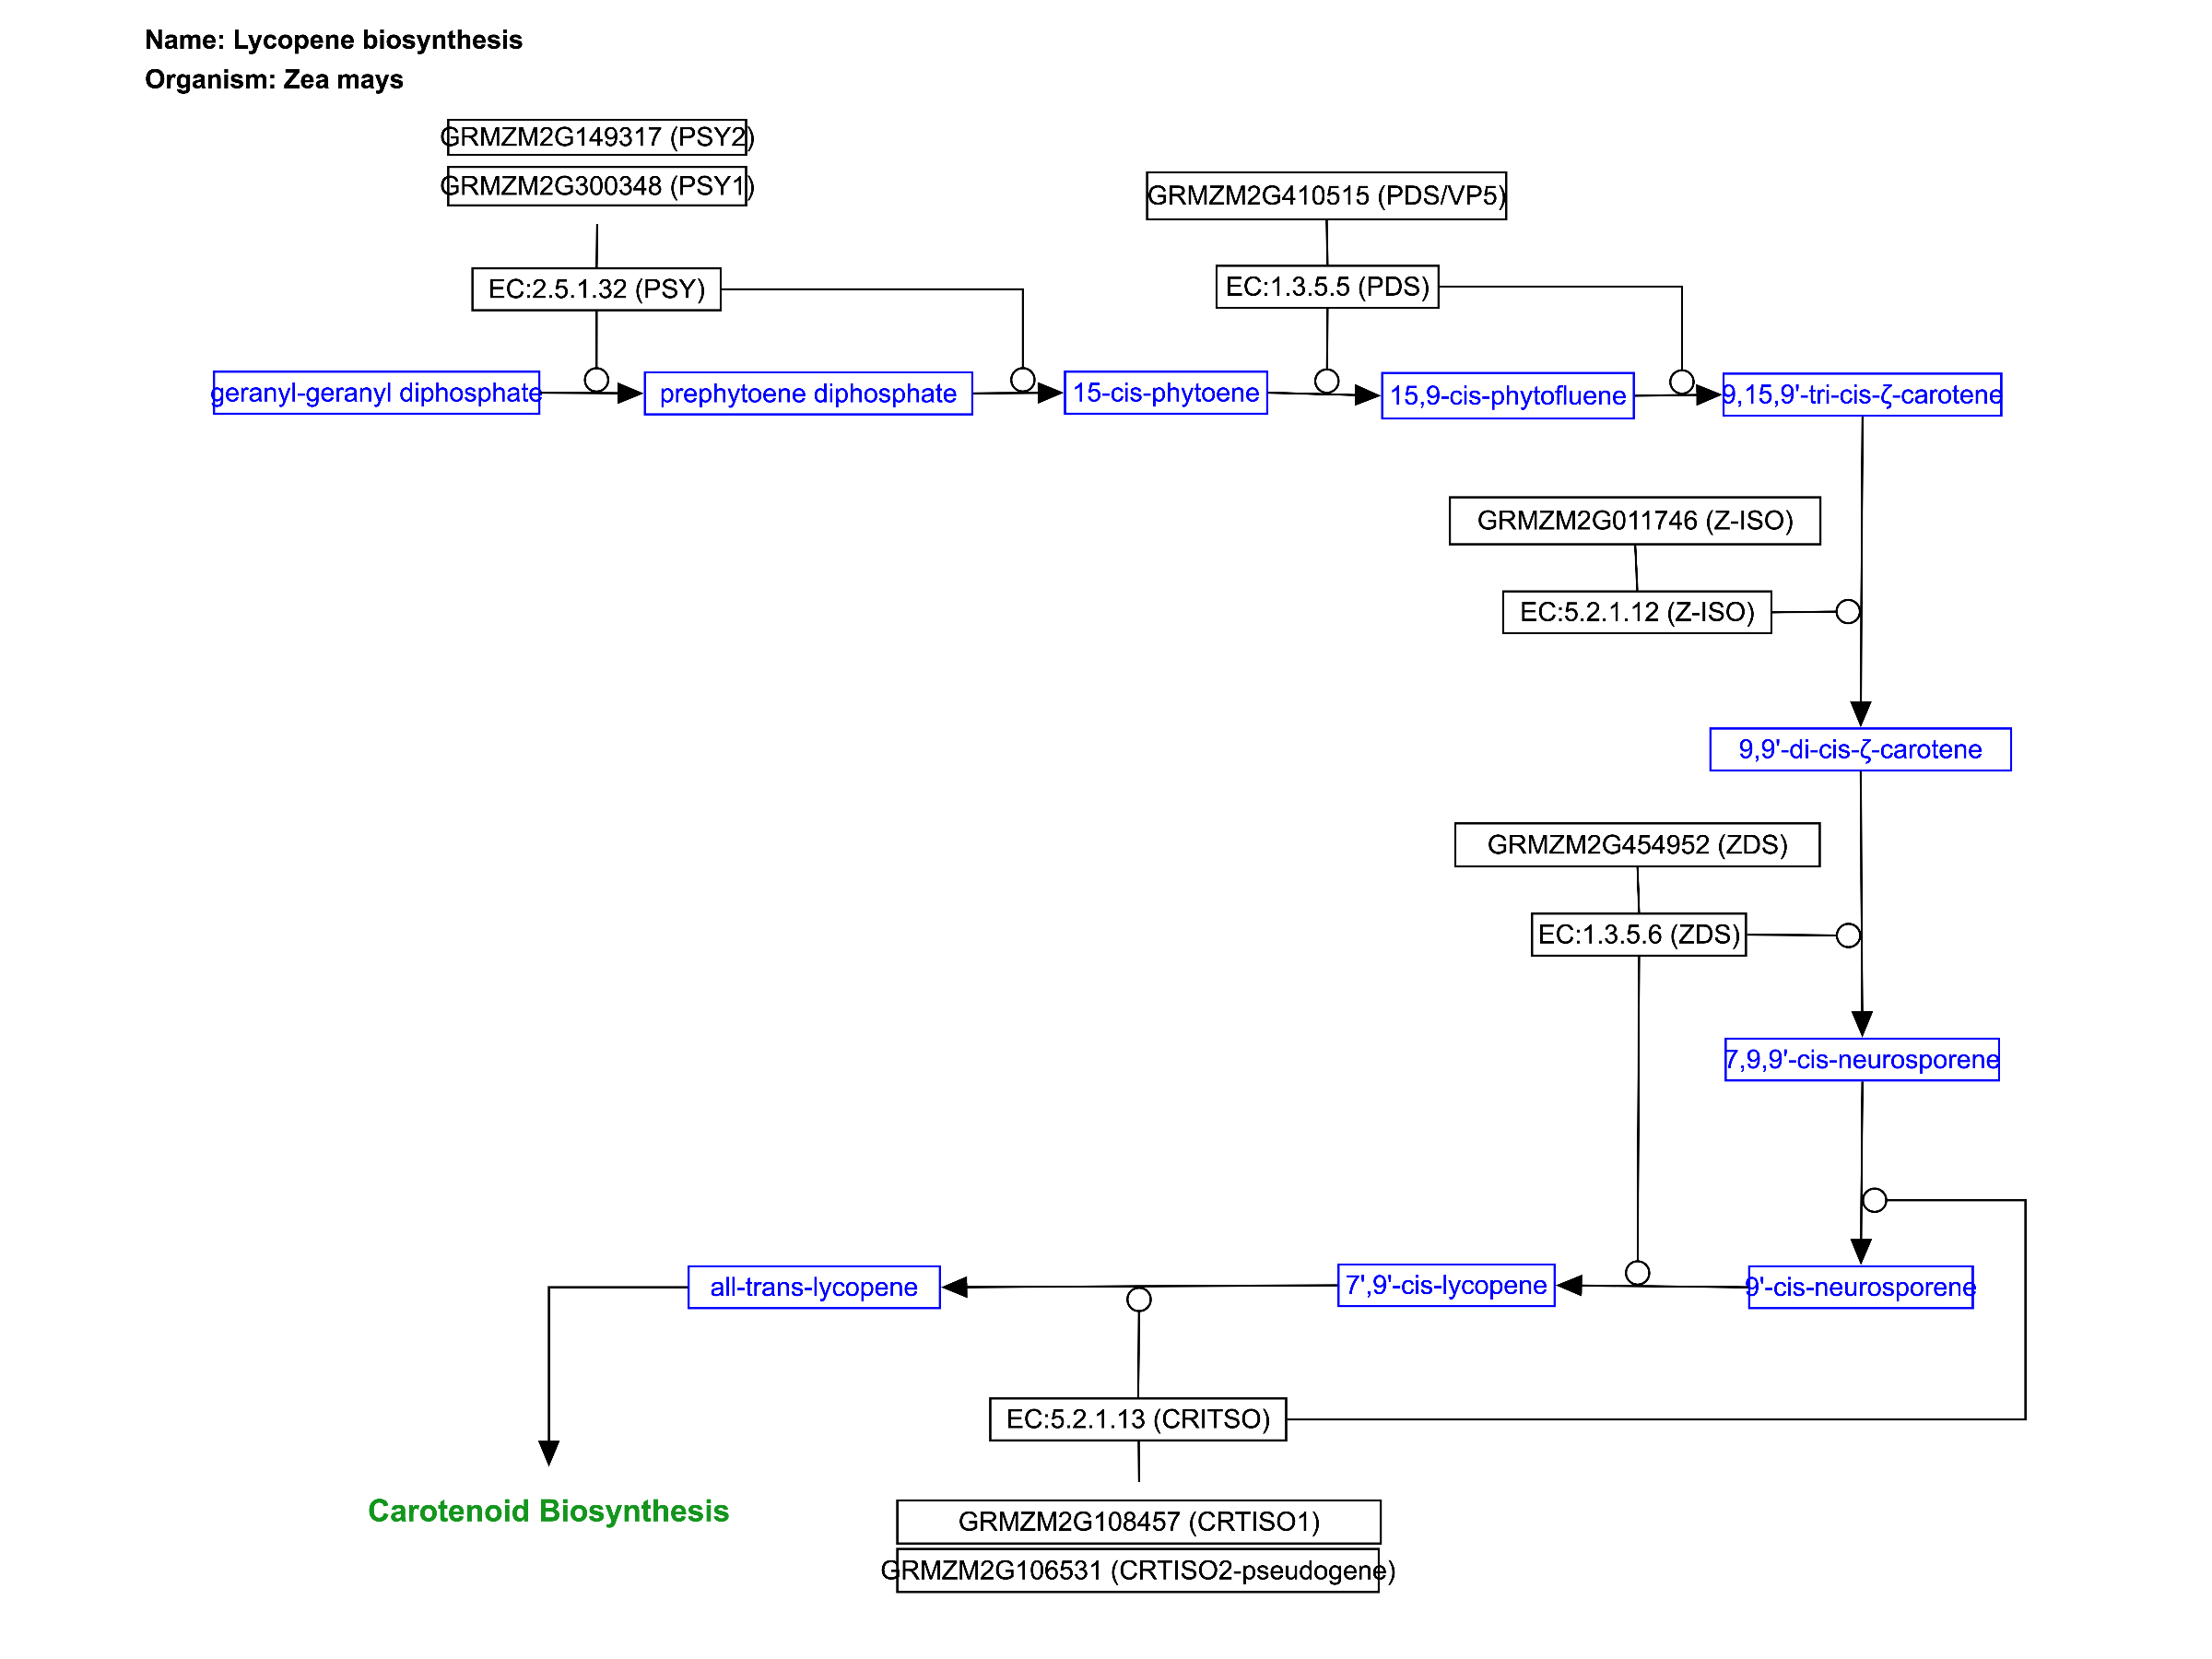 Name: Lycopene biosynthesis
Organism: Zea mays
GRMZM2G149317 (PSY2)
GRMZM2G300348 (PSY1)
GRMZM2G410515 (PDS/VP5)
EC:2.5.1.32 (PSY)
EC:1.3.5.5 (PDS)
geranyl-geranyl diphosphate
prephytoene diphosphate
15-cis-phytoene
15,9-cis-phytofluene
9,15,9'-tri-cis-ζ-carotene
GRMZM2G011746 (Z-ISO)
EC:5.2.1.12 (Z-ISO)
9,9'-di-cis-ζ-carotene
GRMZM2G454952 (ZDS)
EC:1.3.5.6 (ZDS)
7,9,9'-cis-neurosporene
all-trans-lycopene
7',9'-cis-lycopene
9'-cis-neurosporene
EC:5.2.1.13 (CRITSO)
Carotenoid Biosynthesis
GRMZM2G108457 (CRTISO1)
GRMZM2G106531 (CRTISO2-pseudogene)